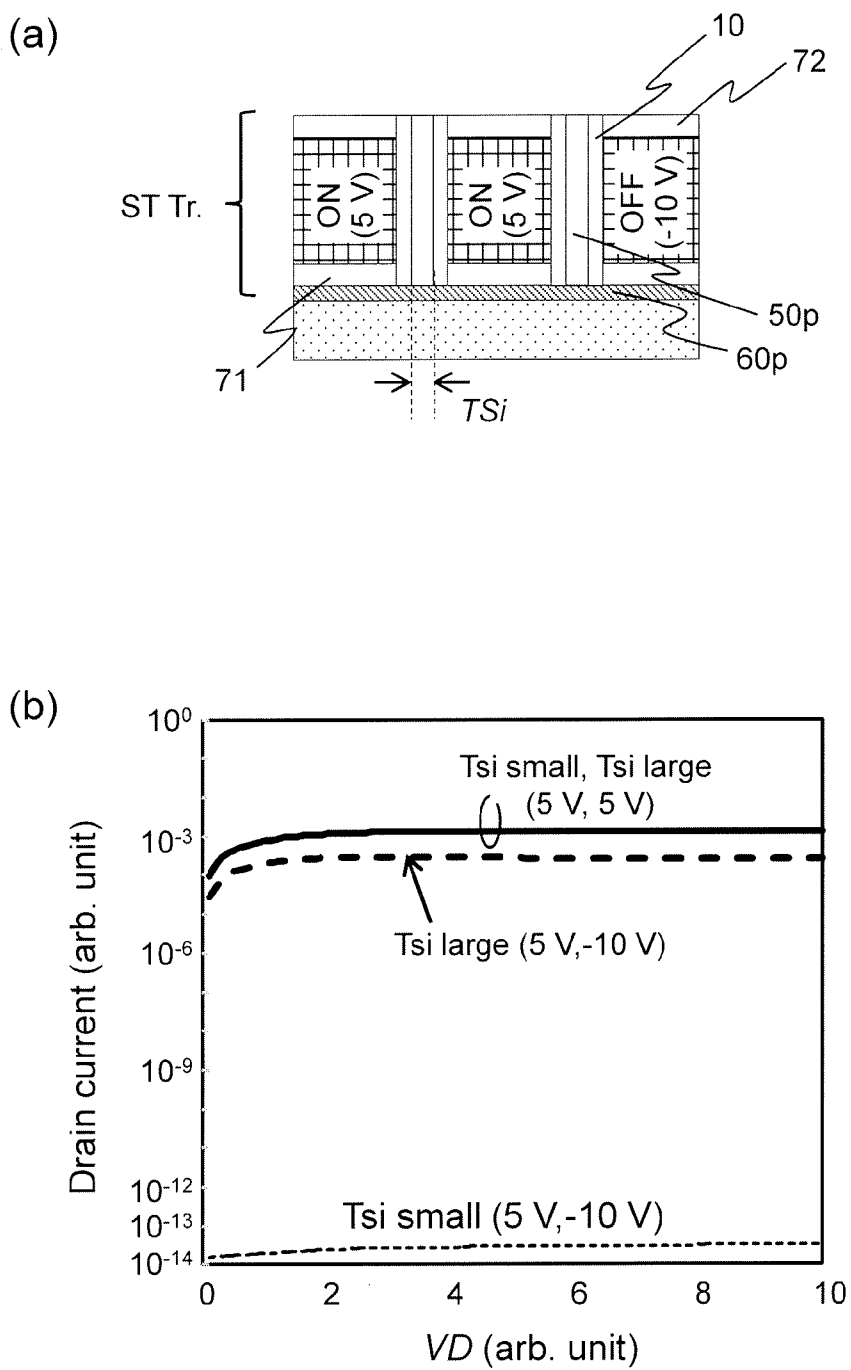 (a)
10
72
ST Tr.
ON
(5 V)
ON
(5 V)
OFF
(-10 V)
50p
60p
71
TSi
(b)
10⁰
10⁻³
10⁻⁶
10⁻⁹
10⁻¹²
10⁻¹³
10⁻¹⁴
Drain current (arb. unit)
Tsi small, Tsi large
(5 V, 5 V)
Tsi large (5 V,-10 V)
Tsi small (5 V,-10 V)
0 2 4 6 8 10
VD (arb. unit)